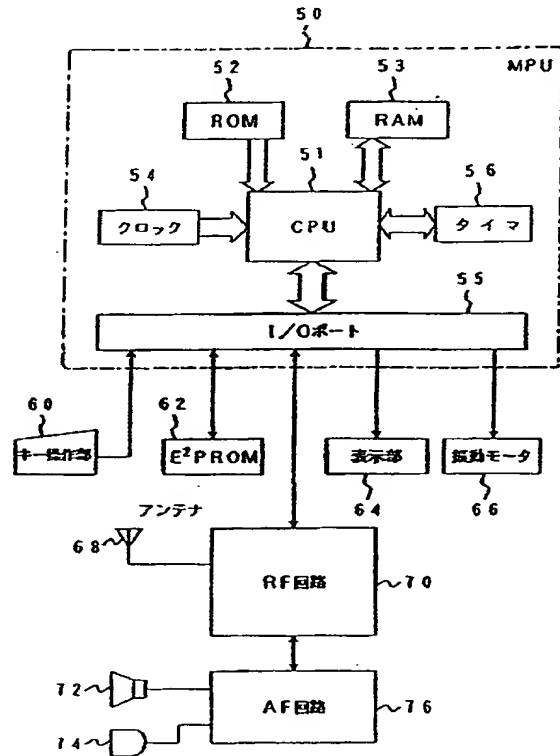 50
52
53
MPU
ROM
RAM
51
54
56
クロック
CPU
タイマ
55
I/Oポート
60
62
キー操作部
E²PROM
表示部
振動モータ
64
66
アンテナ
68
RF回路
70
72
AF回路
76
74